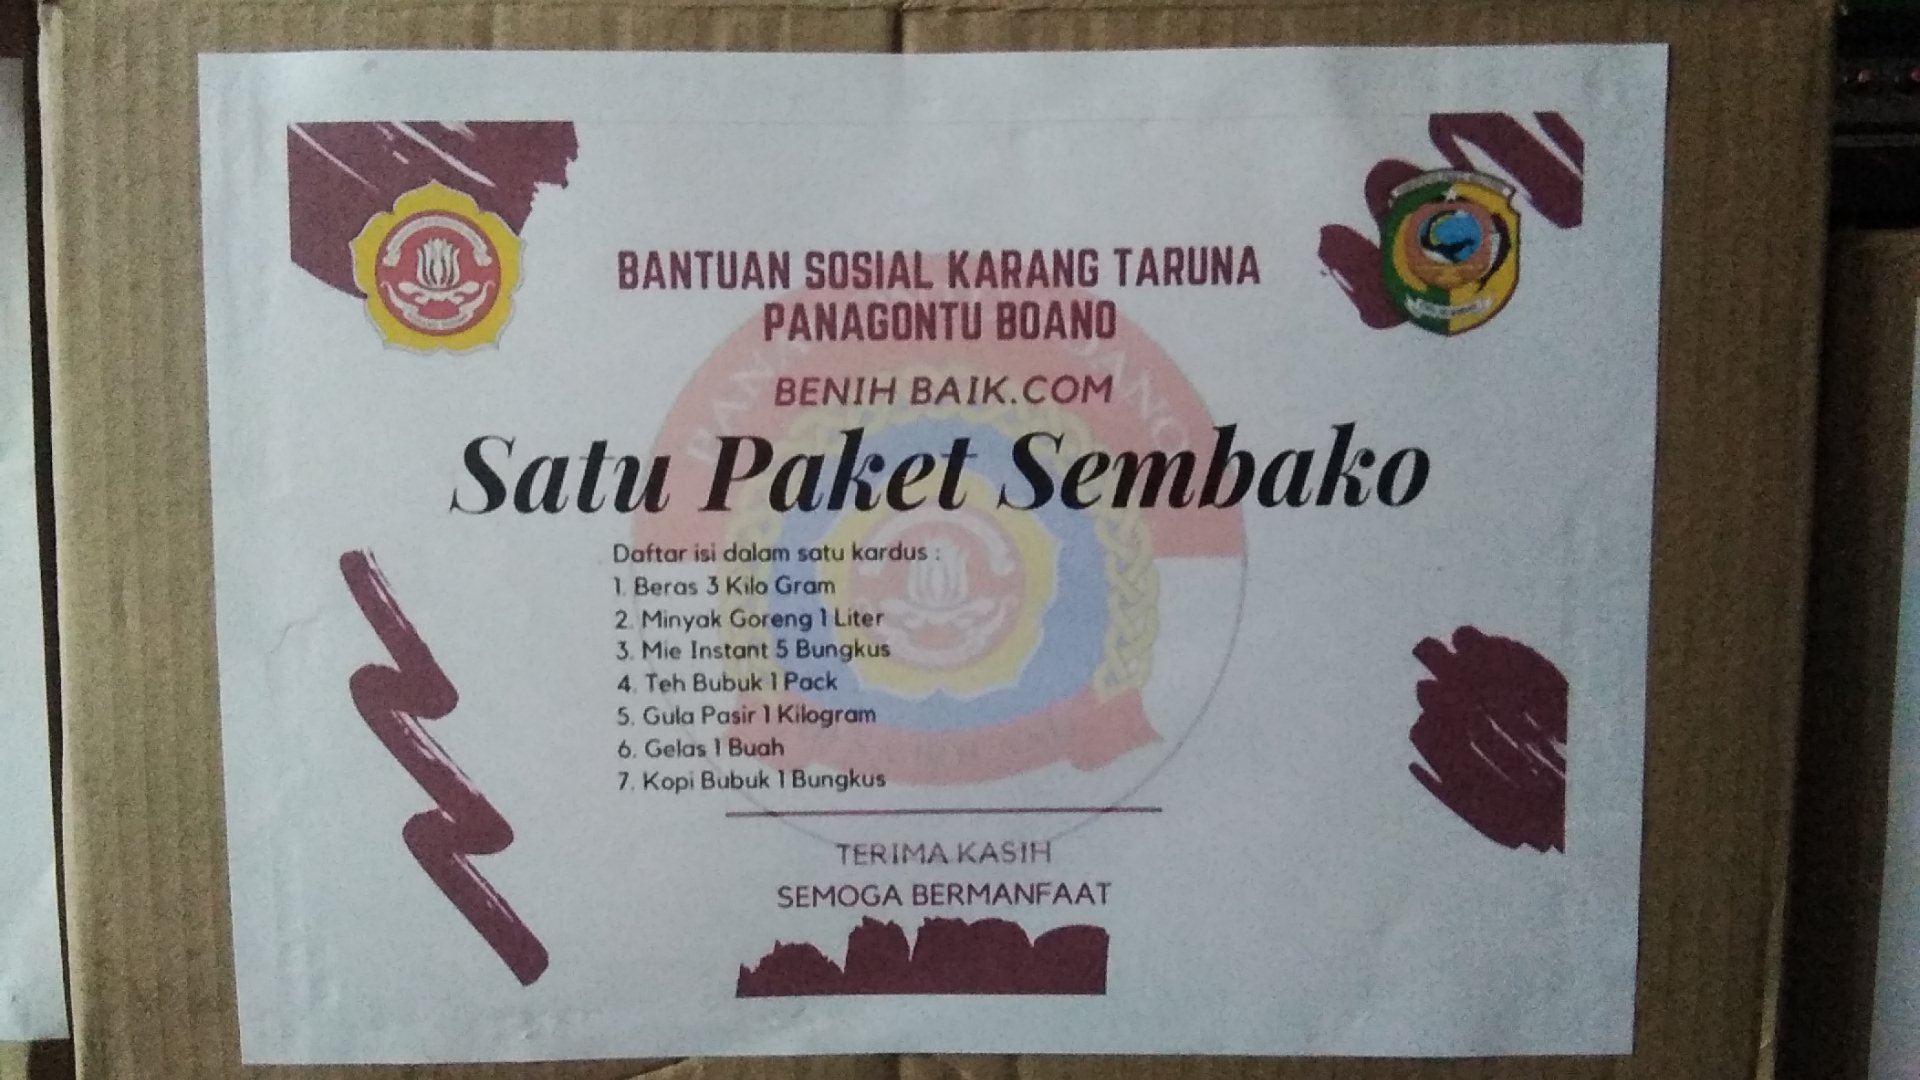 BANTUAN SOSIAL KARANG TARUNA
PANAGONTU BOANO
BENIH BAIK.COM
Satu Paket Sembako
Daftar isi dalam satu kardus :
1. Beras 3 Kilo Gram
2. Minyak Goreng 1 Liter
3. Mie Instant 5 Bungkus
4. Teh Bubuk 1 Pack
5. Gula Pasir 1 Kilogram
6. Gelas 1 Buah
7. Kopi Bubuk 1 Bungkus
TERIMA KASIH
SEMOGA BERMANFAAT